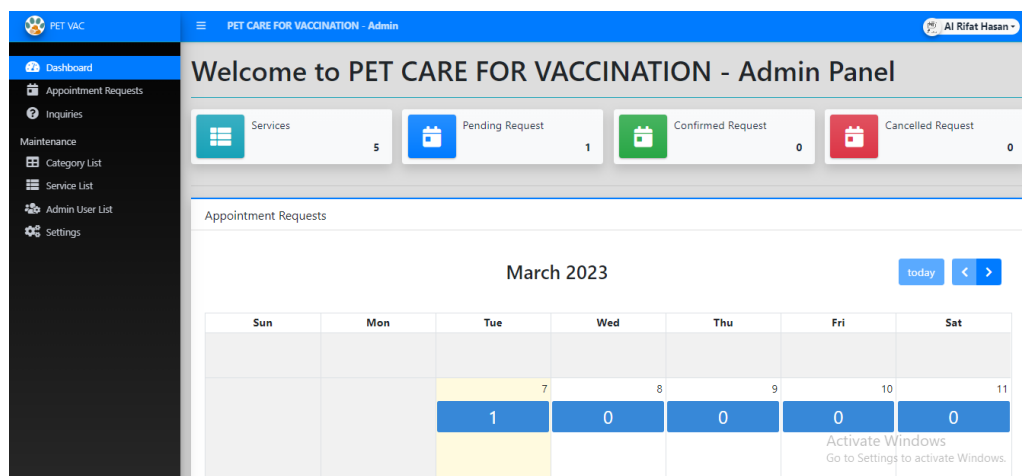 PET VAC
PET CARE FOR VACCINATION - Admin
Al Rifat Hasan
Dashboard
Appointment Requests
Inquiries
Maintenance
Category List
Service List
Admin User List
Settings
Welcome to PET CARE FOR VACCINATION - Admin Panel
Services
5
Pending Request
1
Confirmed Request
0
Cancelled Request
0
Appointment Requests
March 2023
today
Sun Mon Tue Wed Thu Fri Sat
7 8 9 10 11
1 0 0 0 0
Activate Windows
Go to Settings to activate Windows.